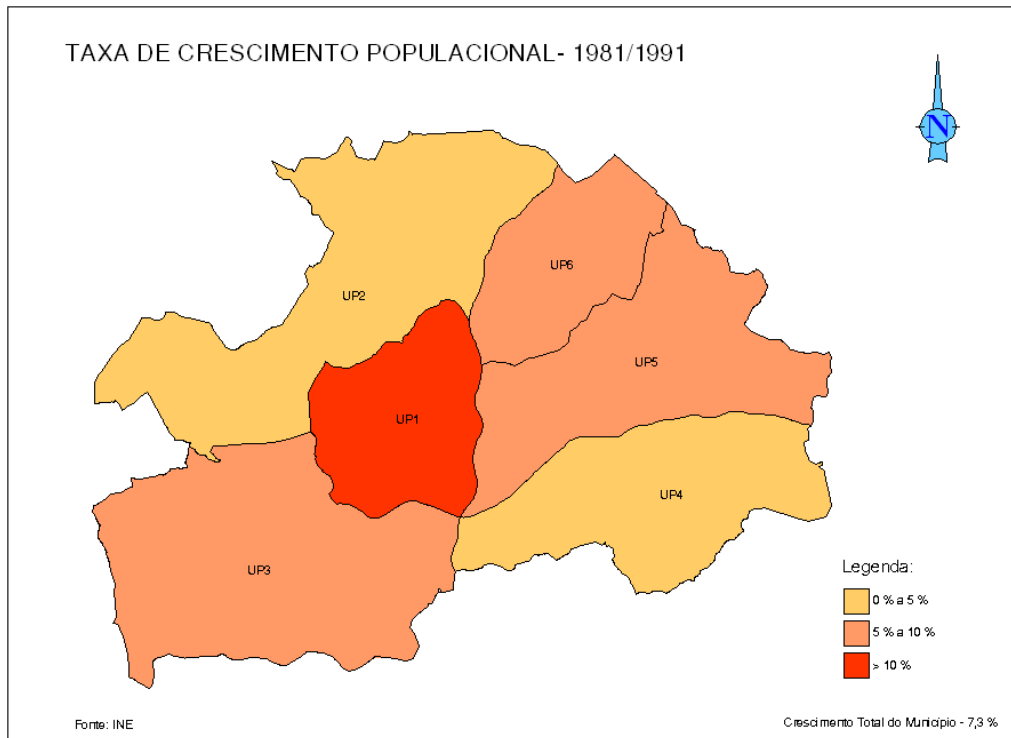 TAXA DE CRESCIMENTO POPULACIONAL- 1981/1991
N
UP6
UP2
UP5
UP1
UP4
UP3
Legenda:
0 % a 5 %
5 % a 10 %
> 10 %
Fonte: INE
Crescimento Total do Município - 7,3 %